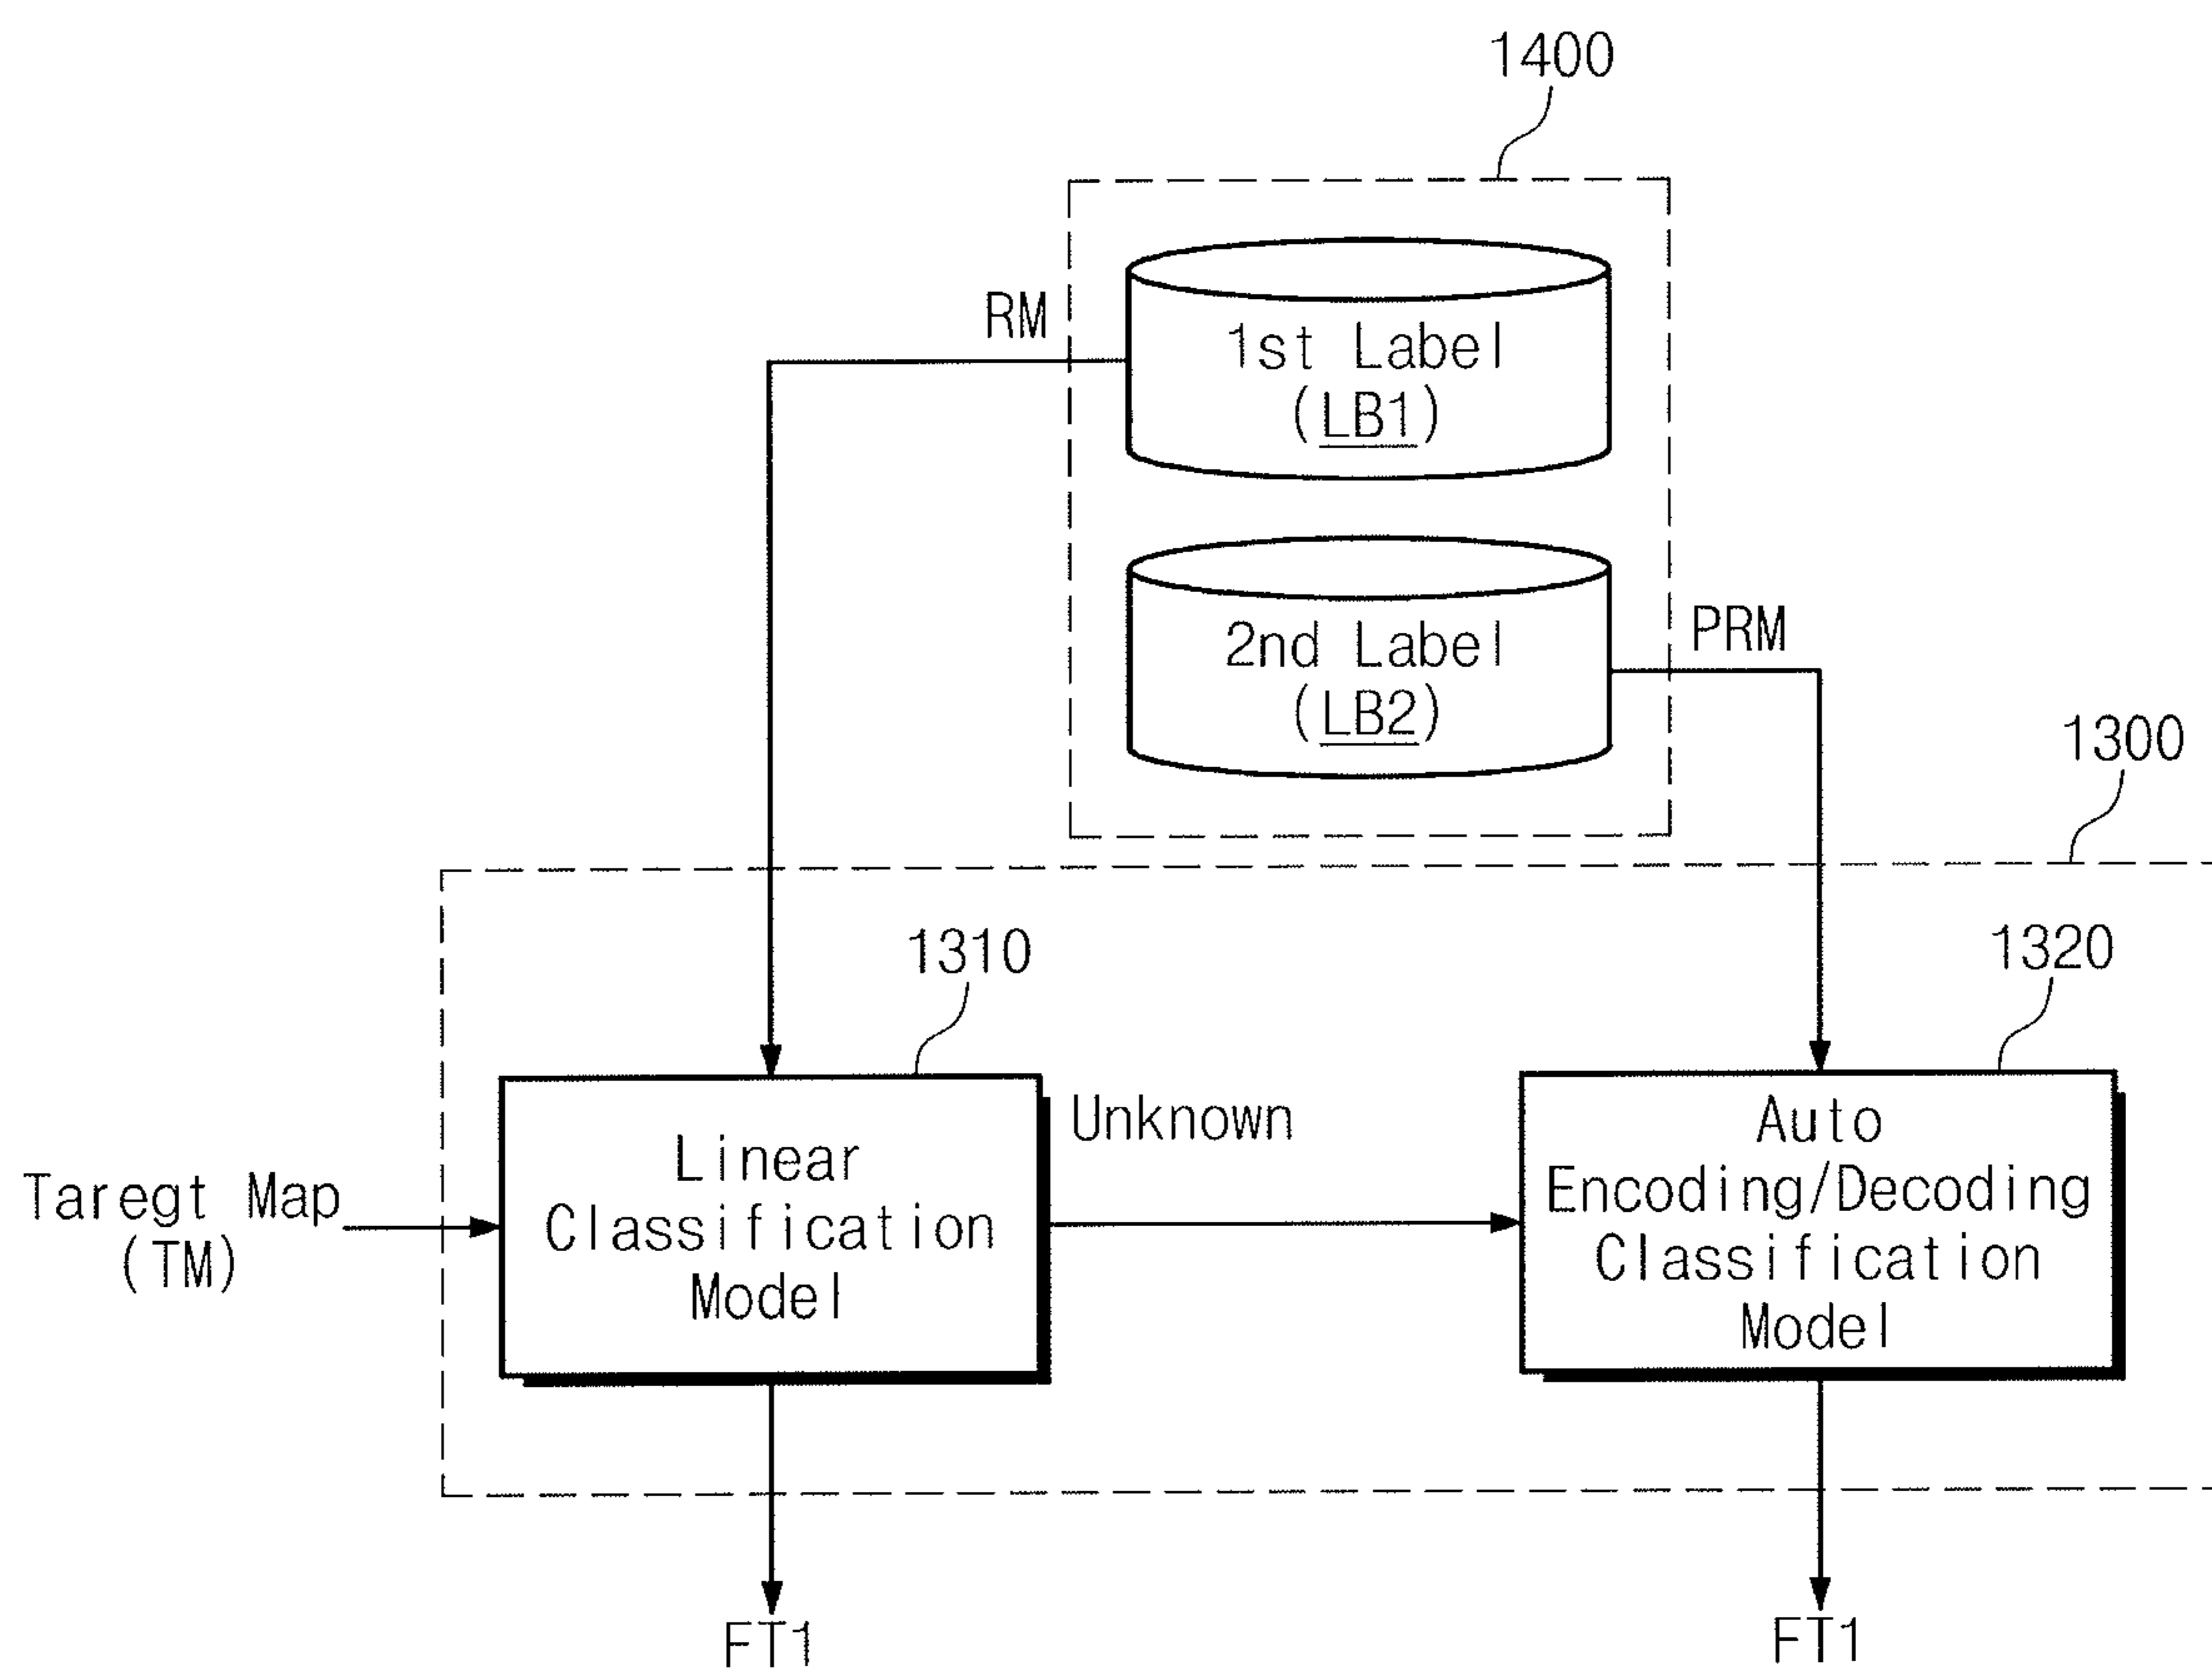 1400
RM
1st Label
(LB1)
2nd Label
(LB2)
PRM
1300
1310
1320
Taregt Map
(TM)
Linear
Classification
Model
Unknown
Auto
Encoding/Decoding
Classification
Model
FT1
FT1